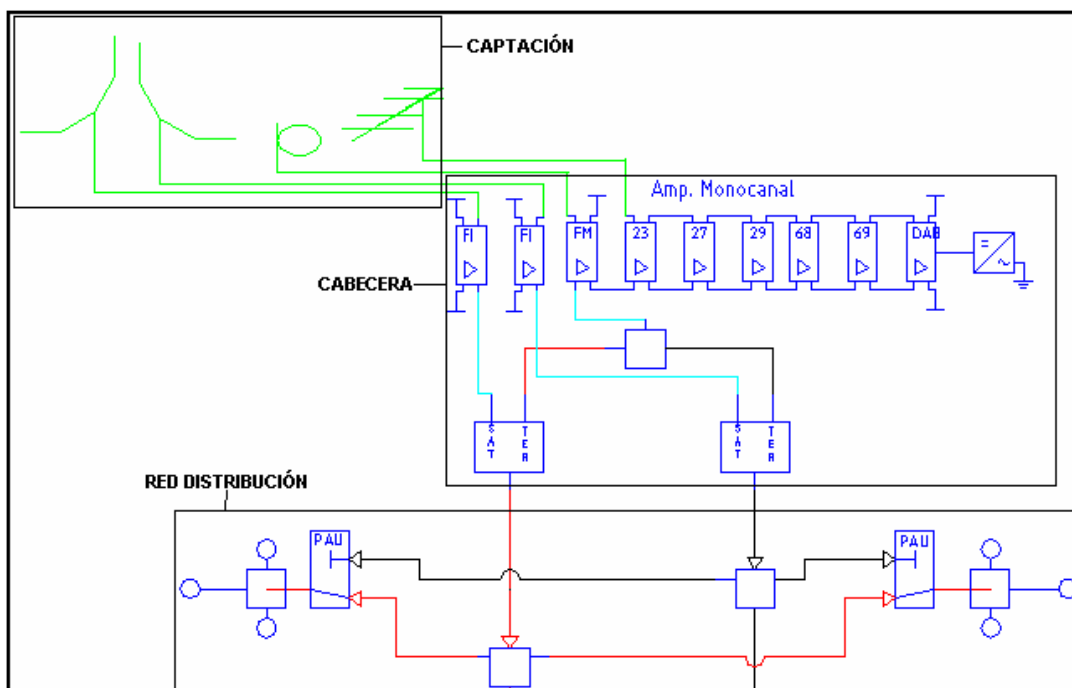 CAPTACIÓN
Amp. Monocanal
FI FI FM 23 27 29 68 69 DAB
CABECERA
SAT TER SAT TER
RED DISTRIBUCIÓN
PAU PAU